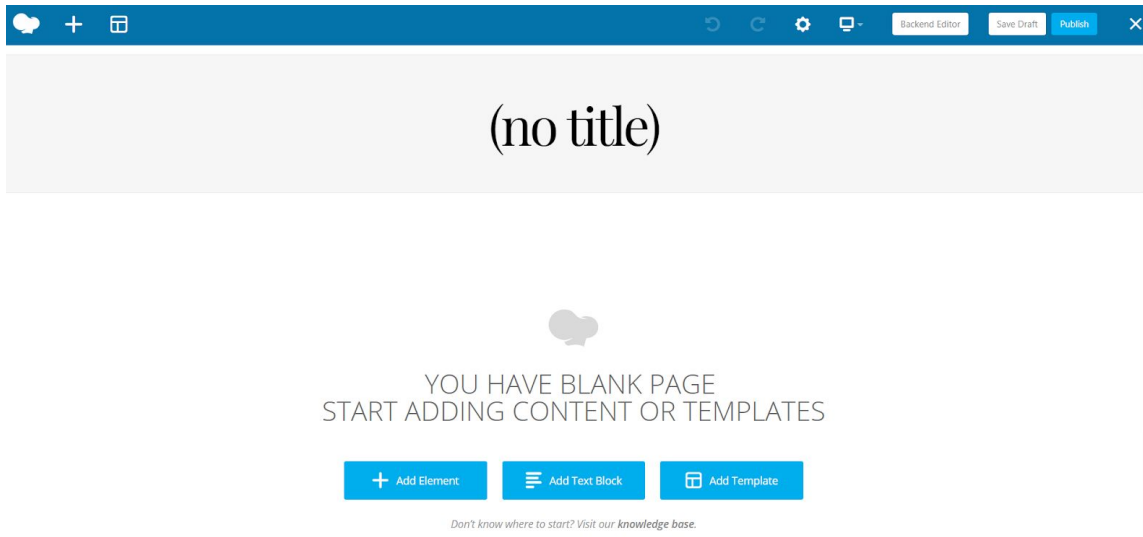 Backend Editor Save Draft Publish
(no title)
YOU HAVE BLANK PAGE
START ADDING CONTENT OR TEMPLATES
Add Element Add Text Block Add Template
Don't know where to start? Visit our knowledge base.